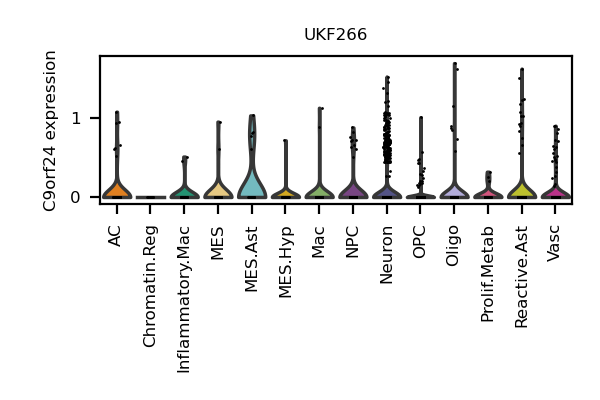 UKF266
C9orf24 expression
1
0
AC
Chromatin.Reg
Inflammatory.Mac
MES
MES.Ast
MES.Hyp
Mac
NPC
Neuron
OPC
Oligo
Prolif.Metab
Reactive.Ast
Vasc